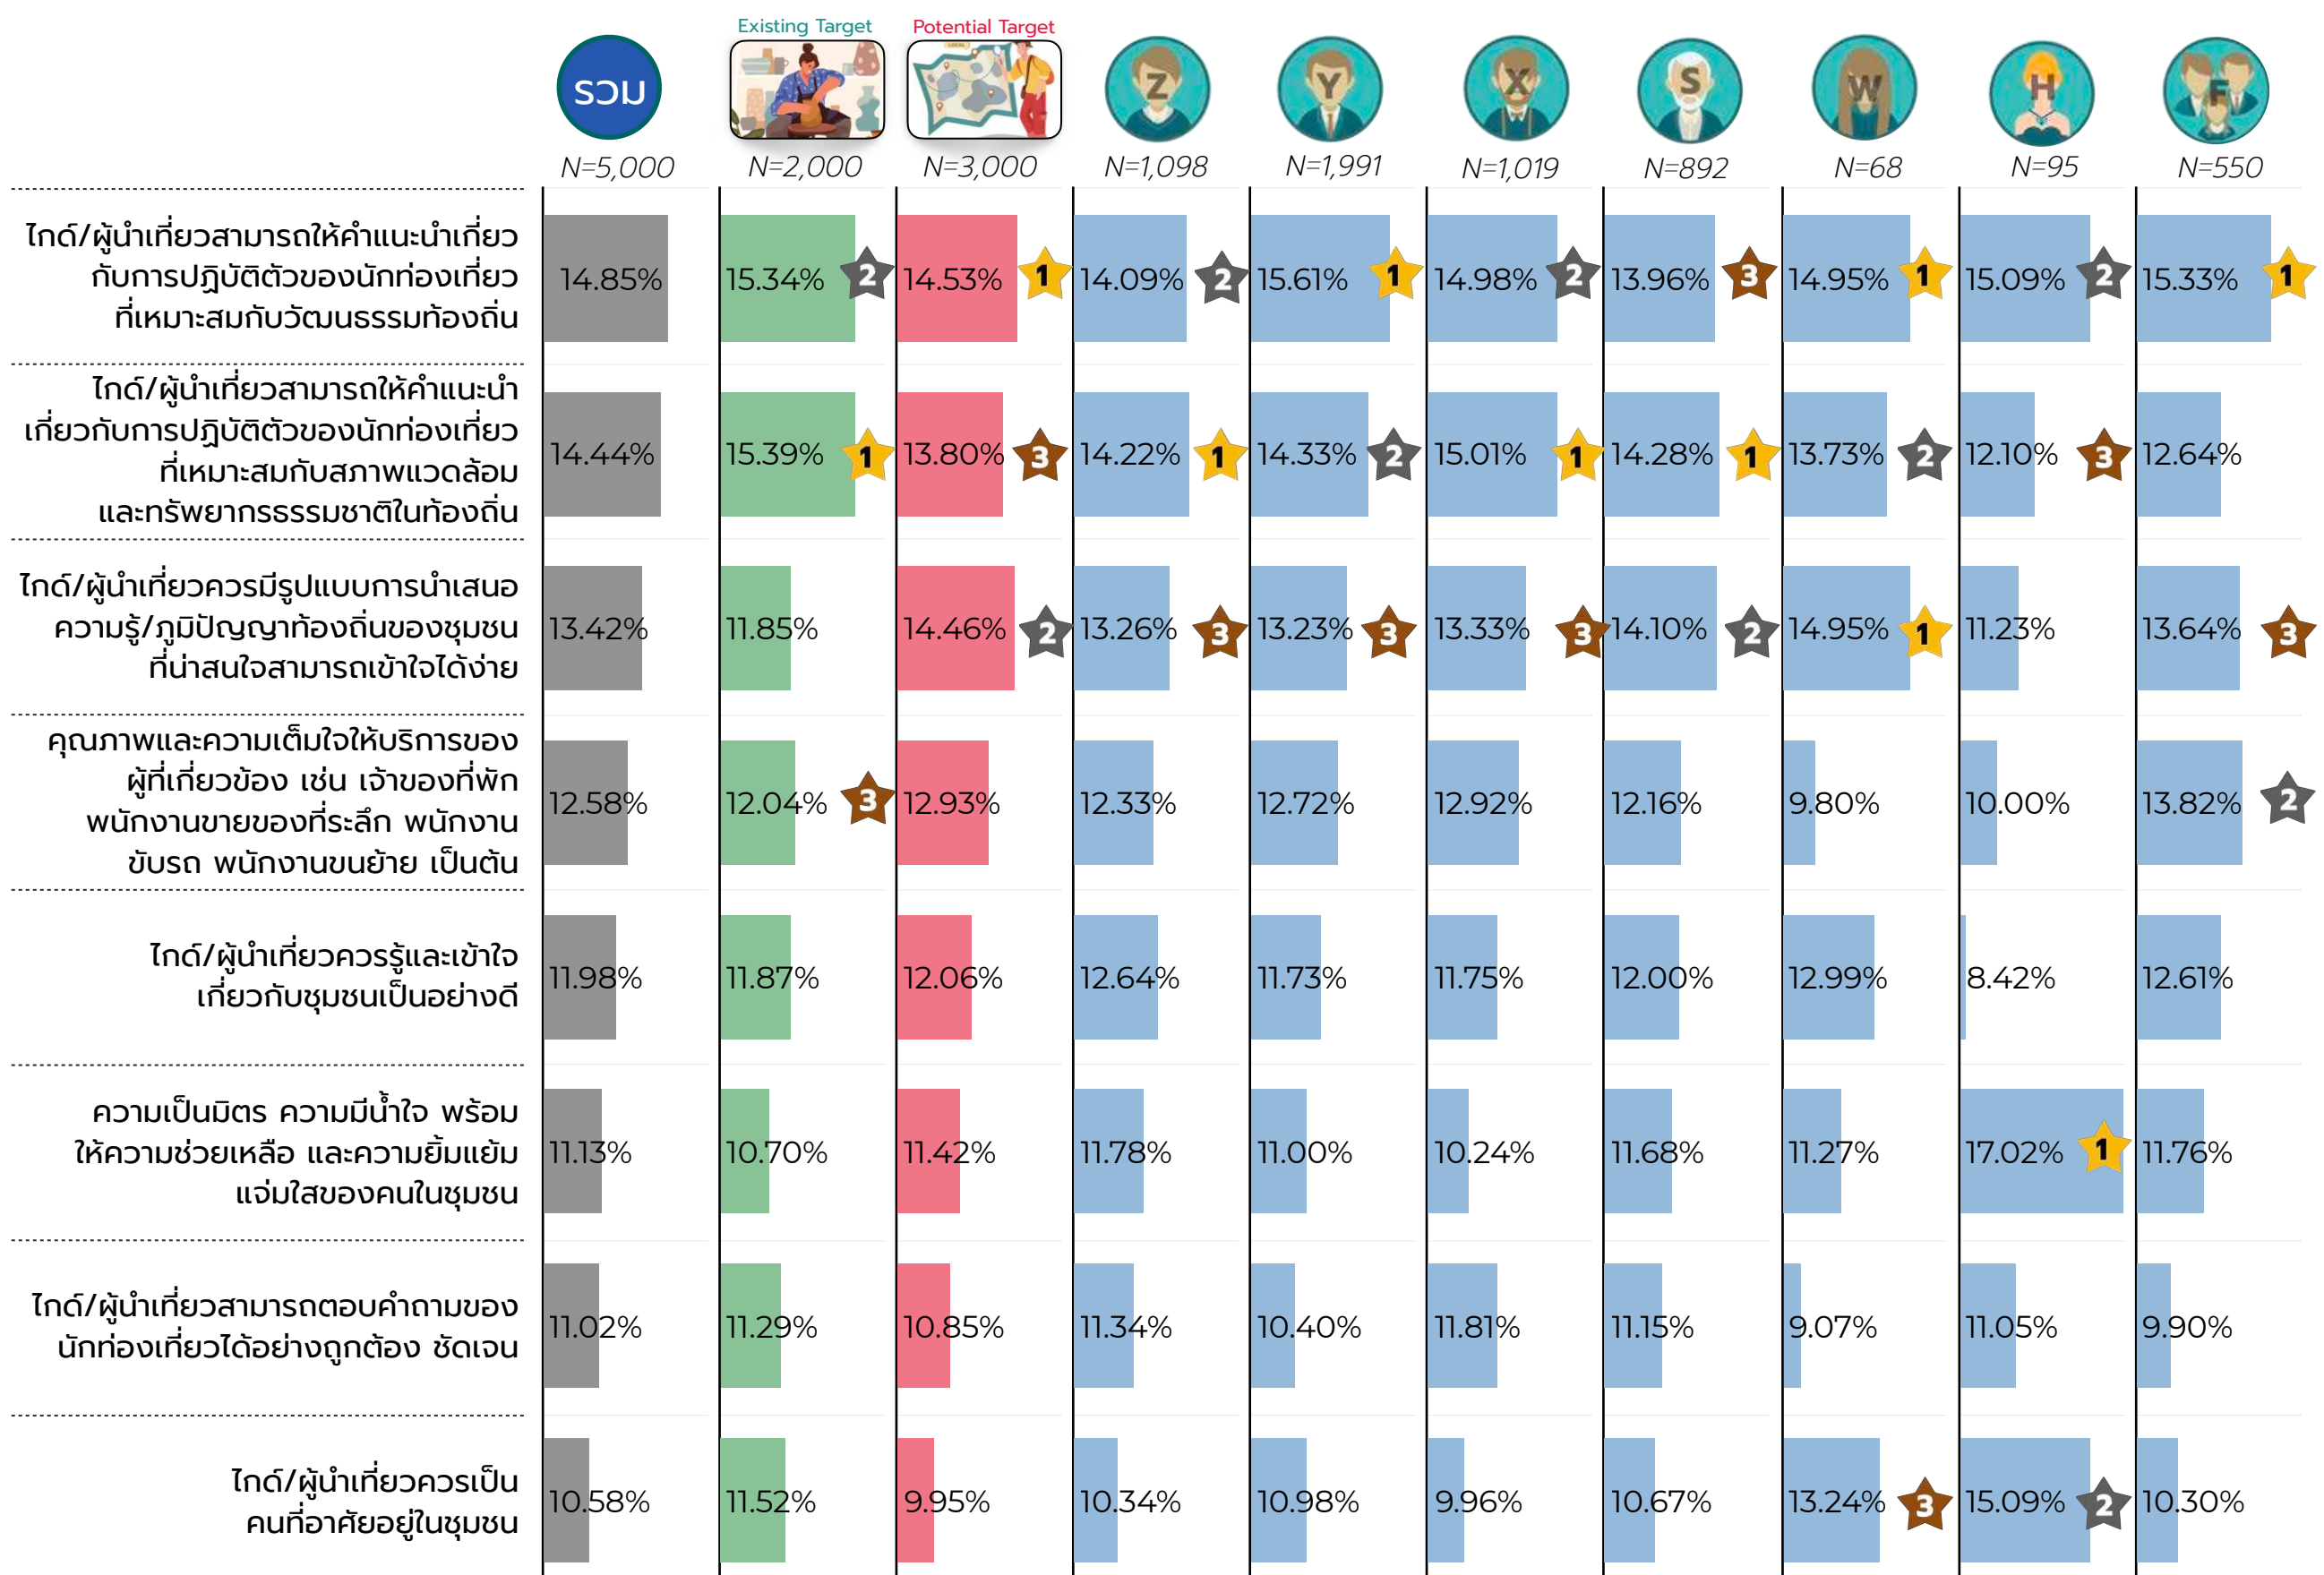 Existing Target
Potential Target
LOCAL
รวม
Z
Y
X
S
W
H
F
N=5,000
N=2,000
N=3,000
N=1,098
N=1,991
N=1,019
N=892
N=68
N=95
N=550
ไกด์/ผู้นำเที่ยวสามารถให้คำแนะนำเกี่ยว
กับการปฏิบัติตัวของนักท่องเที่ยว
ที่เหมาะสมกับวัฒนธรรมท้องถิ่น
14.85%
15.34% 2
14.53% 1
14.09% 2
15.61% 1
14.98% 2
13.96% 3
14.95% 1
15.09% 2
15.33% 1
ไกด์/ผู้นำเที่ยวสามารถให้คำแนะนำ
เกี่ยวกับการปฏิบัติตัวของนักท่องเที่ยว
ที่เหมาะสมกับสภาพแวดล้อม
และทรัพยากรธรรมชาติในท้องถิ่น
14.44%
15.39% 1
13.80% 3
14.22% 1
14.33% 2
15.01% 1
14.28% 1
13.73% 2
12.10% 3
12.64%
ไกด์/ผู้นำเที่ยวควรมีรูปแบบการนำเสนอ
ความรู้/ภูมิปัญญาท้องถิ่นของชุมชน
ที่น่าสนใจสามารถเข้าใจได้ง่าย
13.42%
11.85%
14.46% 2
13.26% 3
13.23% 3
13.33% 3
14.10% 2
14.95% 1
11.23%
13.64% 3
คุณภาพและความเต็มใจให้บริการของ
ผู้ที่เกี่ยวข้อง เช่น เจ้าของที่พัก
พนักงานขายของที่ระลึก พนักงาน
ขับรถ พนักงานขนย้าย เป็นต้น
12.58%
12.04% 3
12.93%
12.33%
12.72%
12.92%
12.16%
9.80%
10.00%
13.82% 2
ไกด์/ผู้นำเที่ยวควรรู้และเข้าใจ
เกี่ยวกับชุมชนเป็นอย่างดี
11.98%
11.87%
12.06%
12.64%
11.73%
11.75%
12.00%
12.99%
8.42%
12.61%
ความเป็นมิตร ความมีน้ำใจ พร้อม
ให้ความช่วยเหลือ และความยิ้มแย้ม
แจ่มใสของคนในชุมชน
11.13%
10.70%
11.42%
11.78%
11.00%
10.24%
11.68%
11.27%
17.02% 1
11.76%
ไกด์/ผู้นำเที่ยวสามารถตอบคำถามของ
นักท่องเที่ยวได้อย่างถูกต้อง ชัดเจน
11.02%
11.29%
10.85%
11.34%
10.40%
11.81%
11.15%
9.07%
11.05%
9.90%
ไกด์/ผู้นำเที่ยวควรเป็น
คนที่อาศัยอยู่ในชุมชน
10.58%
11.52%
9.95%
10.34%
10.98%
9.96%
10.67%
13.24% 3
15.09% 2
10.30%